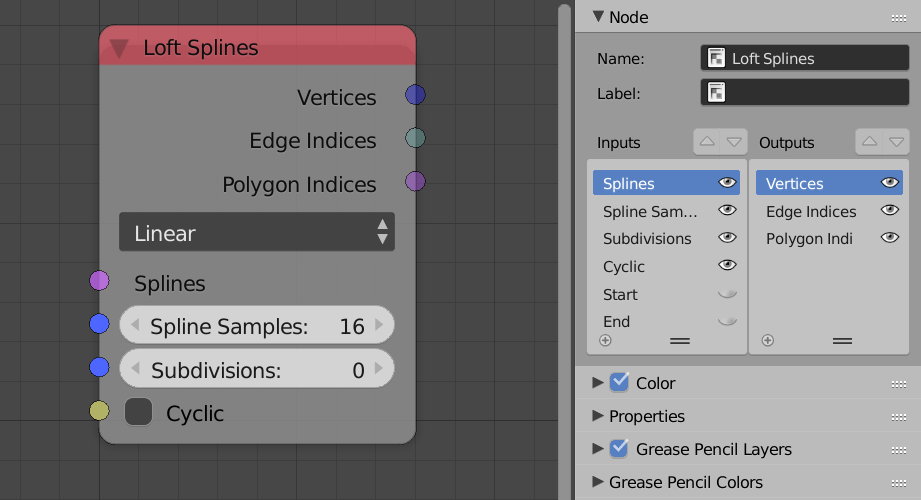 Loft Splines
Vertices
Edge Indices
Polygon Indices
Linear
Splines
Spline Samples: 16
Subdivisions: 0
Cyclic
Node
Name: Loft Splines
Label:
Inputs
Outputs
Splines
Spline Sam...
Subdivisions
Cyclic
Start
End
Vertices
Edge Indices
Polygon Indi
Color
Properties
Grease Pencil Layers
Grease Pencil Colors